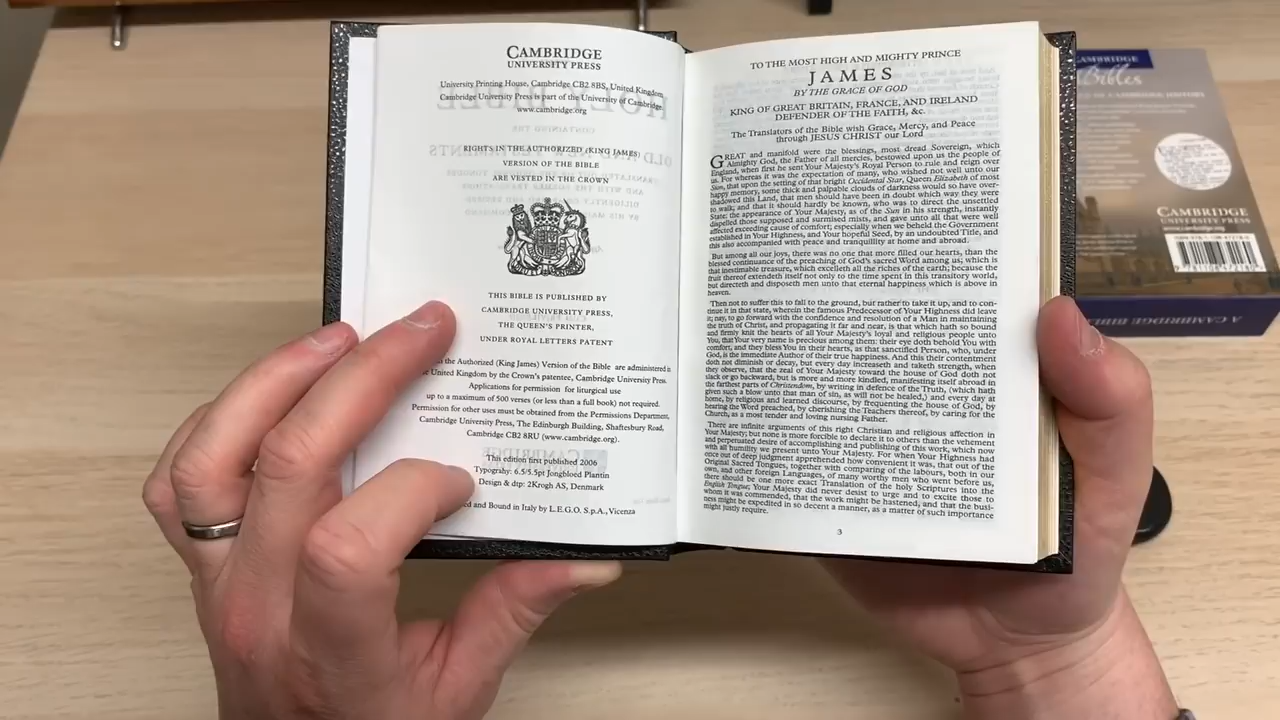 CAMBRIDGE
UNIVERSITY PRESS
University Printing House, Cambridge CB2 8BS, United Kingdom
Cambridge University Press is part of the University of Cambridge.
www.cambridge.org
RIGHTS IN THE AUTHORIZED (KING JAMES)
VERSION OF THE BIBLE
ARE VESTED IN THE CROWN
THIS BIBLE IS PUBLISHED BY
CAMBRIDGE UNIVERSITY PRESS,
THE QUEEN'S PRINTER,
UNDER ROYAL LETTERS PATENT
the Authorized (King James) Version of the Bible are administered in
United Kingdom by the Crown's patentee, Cambridge University Press.
Applications for permission for liturgical use
up to a maximum of 500 verses (or less than a full book) not required.
Permission for other uses must be obtained from the Permissions Department,
Cambridge University Press, The Edinburgh Building, Shaftesbury Road,
Cambridge CB2 8RU (www.cambridge.org).
This edition first published 2006
Typography: 6.5/5.5pt Jongbloed Plantin
Design & dtp: 2Krogh AS, Denmark
and Bound in Italy by L.E.G.O. S.p.A., Vicenza
TO THE MOST HIGH AND MIGHTY PRINCE
JAMES
BY THE GRACE OF GOD
KING OF GREAT BRITAIN, FRANCE, AND IRELAND
DEFENDER OF THE FAITH, &c.
The Translators of the Bible wish Grace, Mercy, and Peace
through JESUS CHRIST our Lord
GREAT and manifold were the blessings, most dread Sovereign, which
Almighty God, the Father of all mercies, bestowed upon us the people of
England, when first he sent Your Majesty's Royal Person to rule and reign over
us. For whereas it was the expectation of many, who wished not well unto our
Sion, that upon the setting of that bright Occidental Star, Queen Elizabeth of most
happy memory, some thick and palpable clouds of darkness would so have over-
shadowed this Land, that men should have been in doubt which way they were
to walk; and that it should hardly be known, who was to direct the unsettled
State; the appearance of Your Majesty, as of the Sun in his strength, instantly
dispelled those supposed and surmised mists, and gave unto all that were well
affected exceeding cause of comfort; especially when we beheld the Government
established in Your Highness, and Your hopeful Seed, by an undoubted Title, and
this also accompanied with peace and tranquillity at home and abroad.
But among all our joys, there was no one that more filled our hearts, than the
blessed continuance of the preaching of God's sacred Word among us; which is
that inestimable treasure, which excelleth all the riches of the earth; because the
fruit thereof extendeth itself not only to the time spent in this transitory world,
but directeth and disposeth men unto that eternal happiness which is above in
heaven.
Then not to suffer this to fall to the ground, but rather to take it up, and to con-
tinue it in that state, wherein the famous Predecessor of Your Highness did leave
it; nay, to go forward with the confidence and resolution of a Man in maintaining
the truth of Christ, and propagating it far and near, is that which hath so bound
and firmly knit the hearts of all Your Majesty's loyal and religious people unto
You, that Your very name is precious among them: their eye doth behold You with
comfort, and they bless You in their hearts, as that sanctified Person, who, under
God, is the immediate Author of their true happiness. And this their contentment
doth not diminish or decay, but every day increaseth and taketh strength, when
they observe, that the zeal of Your Majesty toward the house of God doth not
slack or go backward, but is more and more kindled, manifesting itself abroad in
the farthest parts of Christendom, by writing in defence of the Truth, (which hath
given such a blow unto that man of sin, as will not be healed,) and every day at
home, by religious and learned discourse, by frequenting the house of God, by
hearing the Word preached, by cherishing the Teachers thereof, by caring for the
Church, as a most tender and loving nursing Father.
There are infinite arguments of this right Christian and religious affection in
Your Majesty; but none is more forcible to declare it to others than the vehement
and perpetuated desire of accomplishing and publishing of this work, which now
with all humility we present unto Your Majesty. For when Your Highness had
once out of deep judgment apprehended how convenient it was, that out of the
Original Sacred Tongues, together with comparing of the labours, both in our
own, and other foreign Languages, of many worthy men who went before us,
there should be one more exact Translation of the holy Scriptures into the
English Tongue; Your Majesty did never desist to urge and to excite those to
whom it was commended, that the work might be hastened, and that the busi-
ness might be expedited in so decent a manner, as a matter of such importance
might justly require.
3
CAMBRIDGE
Bibles
CAMBRIDGE HISTORY
CAMBRIDGE
UNIVERSITY PRESS
www.cambridge.org
A CAMBRIDGE BIBLE